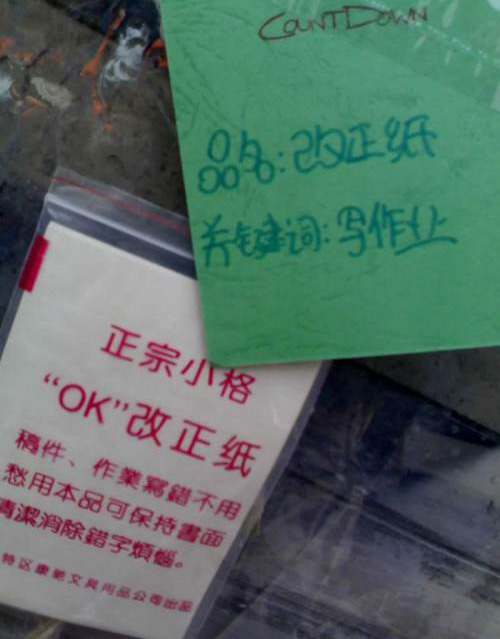 COUNTDOWN
品名:改正纸
关键词:写作业
正宗小格
“OK”改正纸
稿件、作業寫錯不用
愁用本品可保持書面
清潔消除錯字煩惱。
特区康馳文具用品公司出品